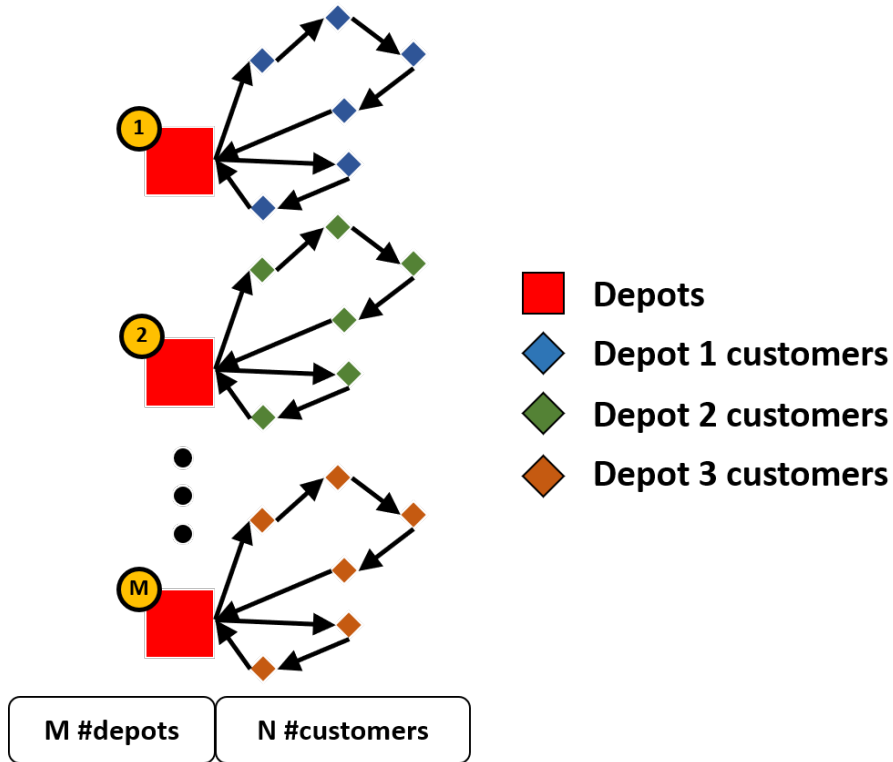 1
2
M
Depots
Depot 1 customers
Depot 2 customers
Depot 3 customers
M #depots
N #customers